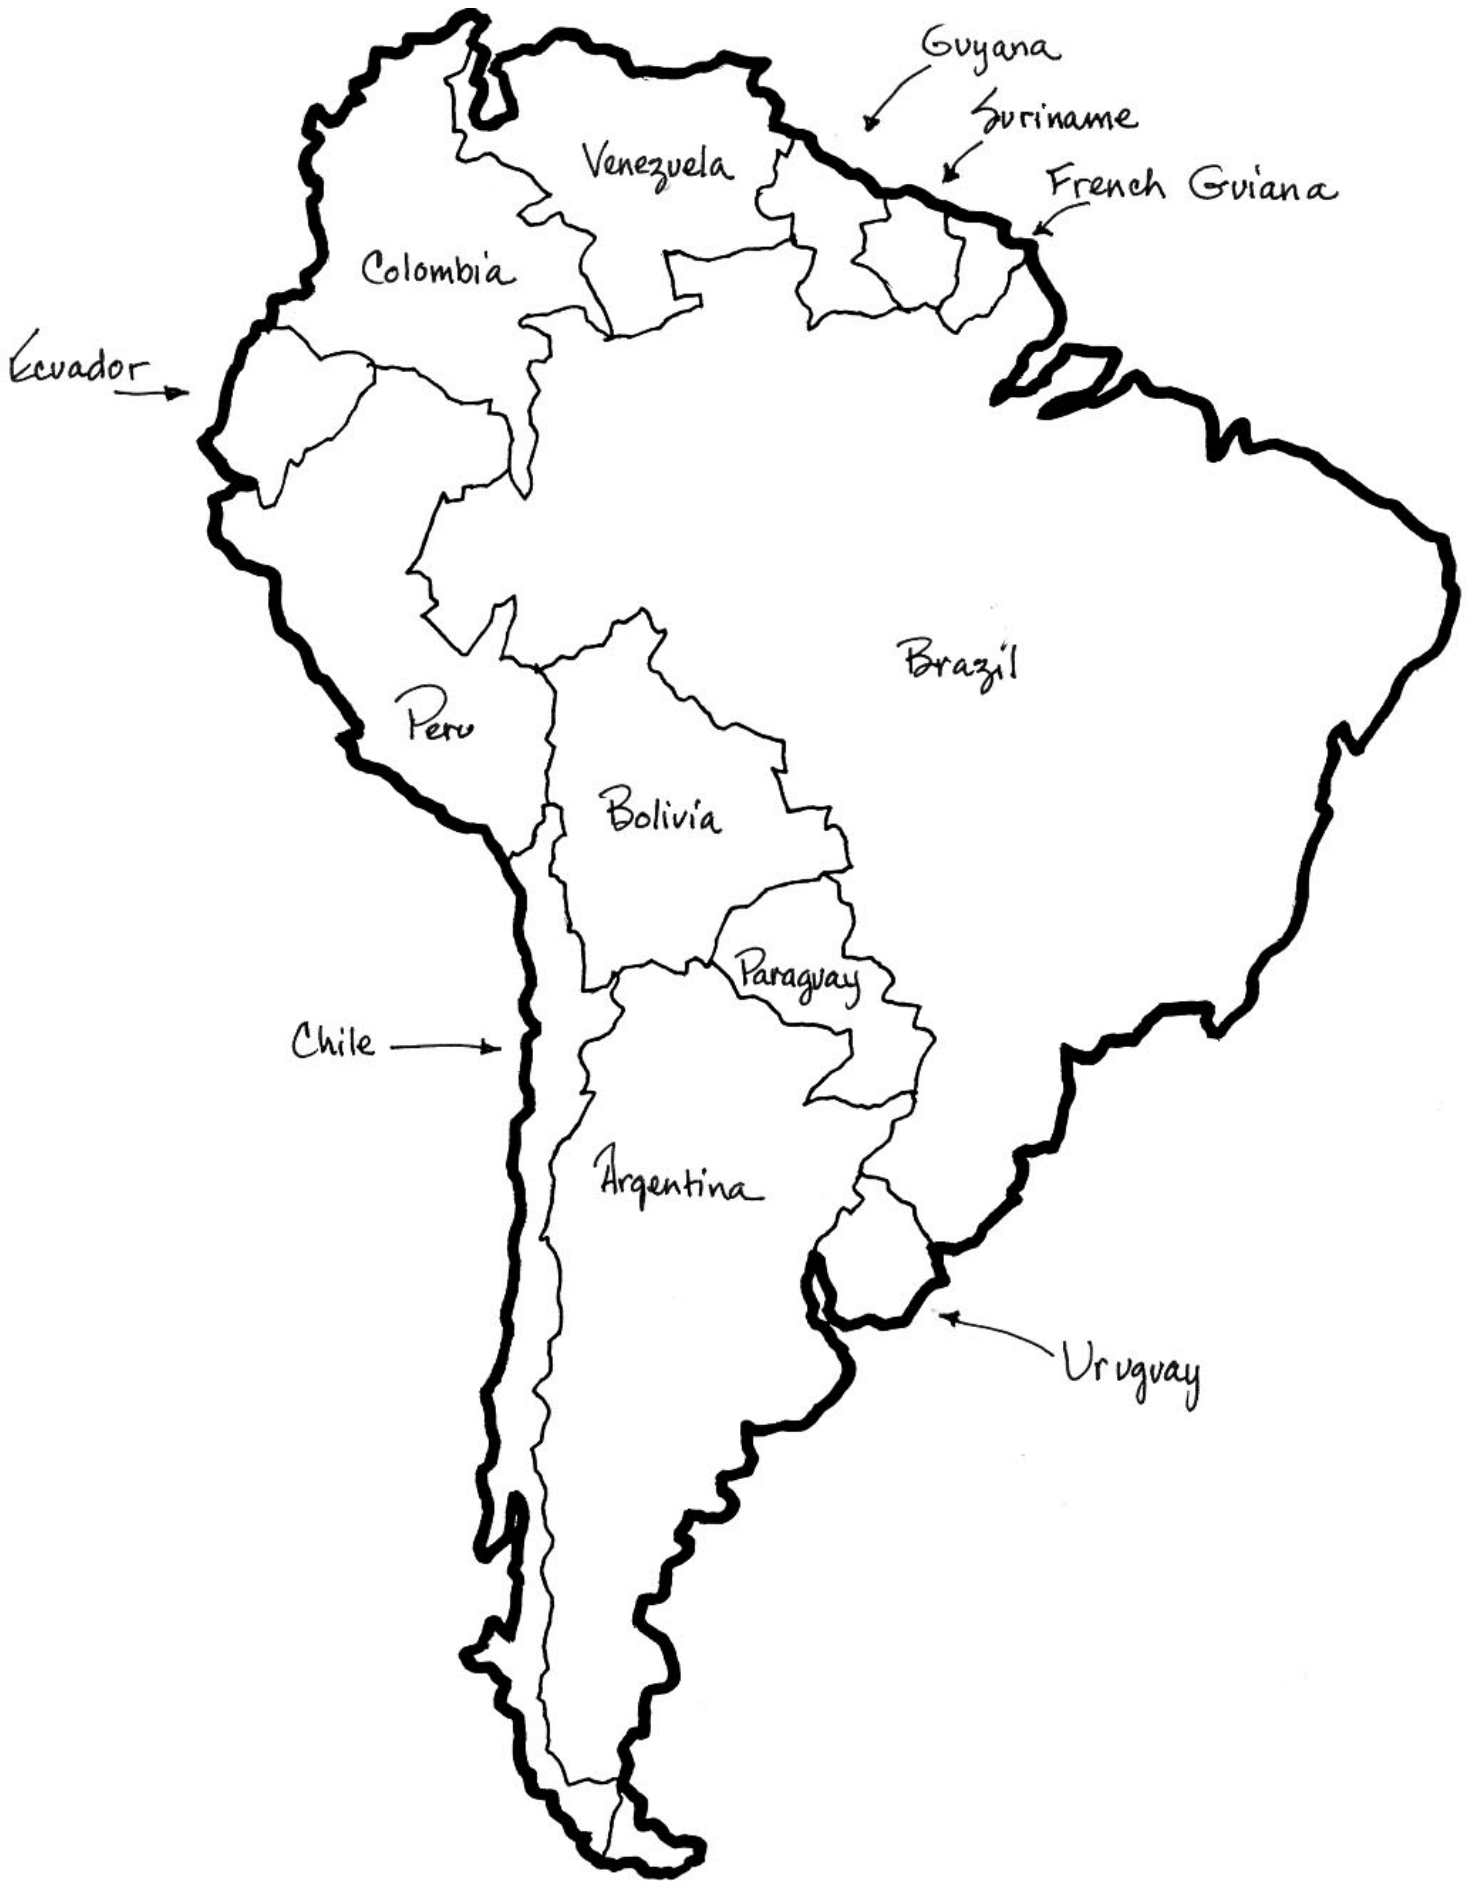 Guyana
Suriname
Venezuela
French Guiana
Colombia
Ecuador
Brazil
Peru
Bolivia
Paraguay
Chile
Argentina
Uruguay